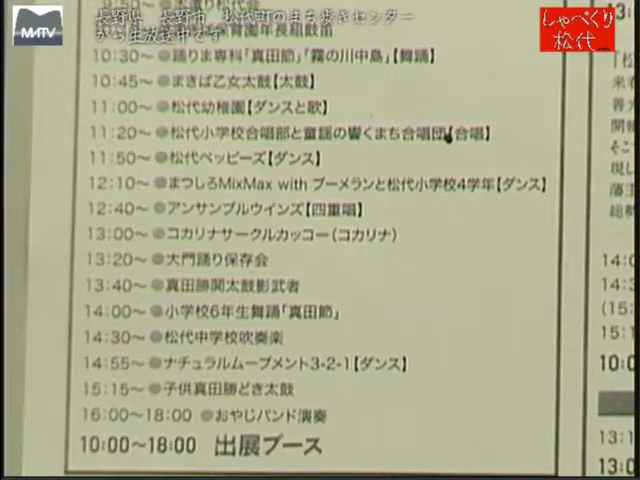 長野県 長野市 松代町のまち歩きセンター
から生放送中です
MATV
しゃべくり
松代
10:30〜●踊りま専科「真田節」「霧の川中島」【舞踊】
10:45〜●まきば乙女太鼓【太鼓】
11:00〜●松代幼稚園【ダンスと歌】
11:20〜●松代小学校合唱部と童謡の響くまち合唱団【合唱】
11:50〜●松代ペッピーズ【ダンス】
12:10〜●まつしろMixMax with ブーメランと松代小学校4学年【ダンス】
12:40〜●アンサンブルウインズ【四重唱】
13:00〜●コカリナサークルカッコー(コカリナ)
13:20〜●大門踊り保存会
13:40〜●真田勝鬨太鼓影武者
14:00〜●小学校6年生舞踊「真田節」
14:30〜●松代中学校吹奏楽
14:55〜●ナチュラルムーブメント3-2-1【ダンス】
15:15〜●子供真田勝どき太鼓
16:00〜18:00 ●おやじバンド演奏
10:00〜18:00 出展ブース